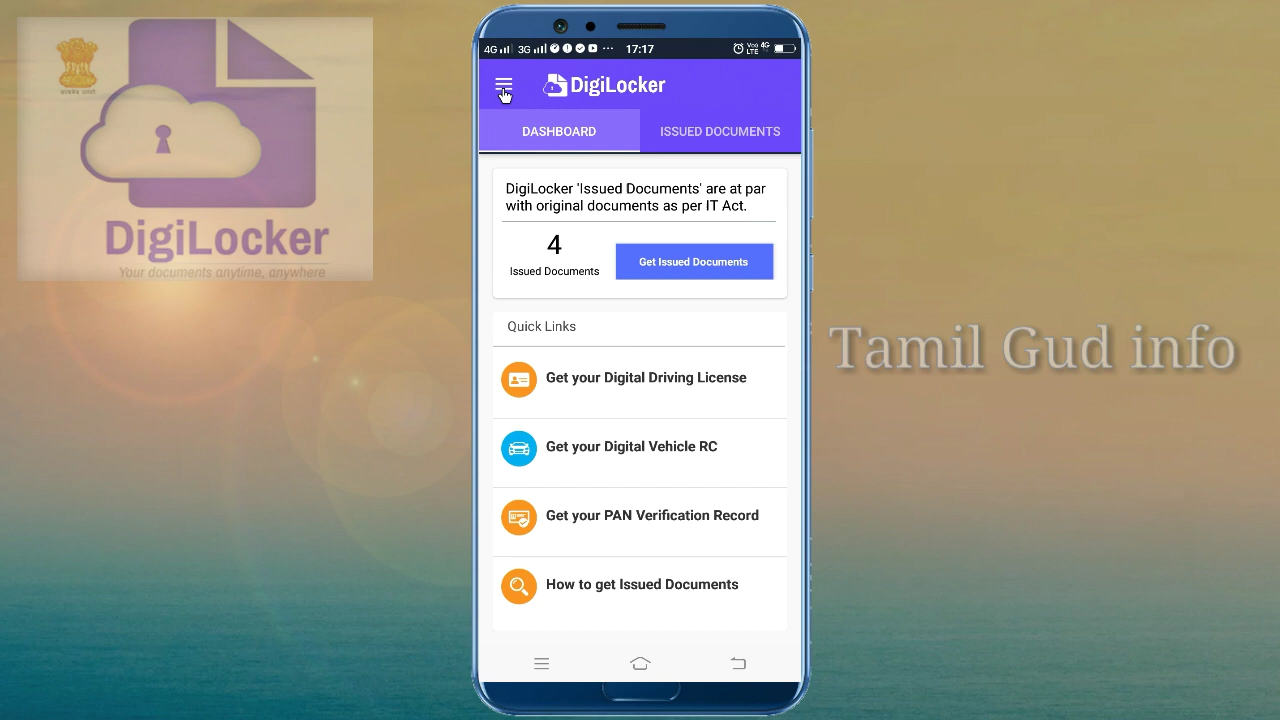 DigiLocker
Your documents anytime, anywhere
4G 3G 17:17 Voo LTE 4G
DigiLocker
DASHBOARD ISSUED DOCUMENTS
DigiLocker 'Issued Documents' are at par
with original documents as per IT Act.
4
Issued Documents
Get Issued Documents
Quick Links
Get your Digital Driving License
Get your Digital Vehicle RC
Get your PAN Verification Record
How to get Issued Documents
Tamil Gud info